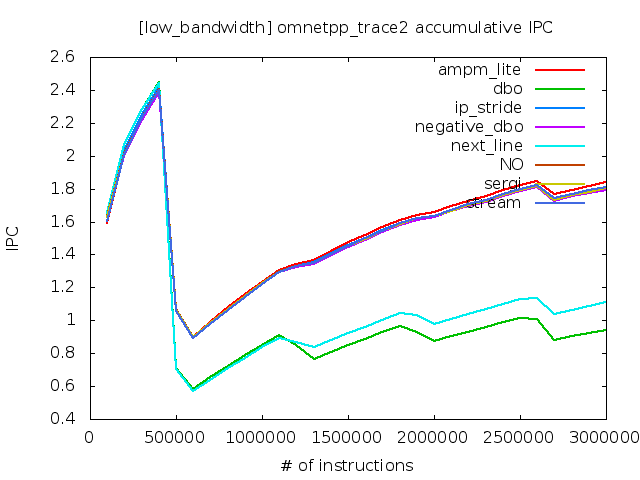 [low_bandwidth] omnetpp_trace2 accumulative IPC
2.6
2.4
2.2
2
1.8
1.6
1.4
1.2
1
0.8
0.6
0.4
IPC
ampm_lite
dbo
ip_stride
negative_dbo
next_line
NO
sergi
stream
0 500000 1000000 1500000 2000000 2500000 3000000
# of instructions